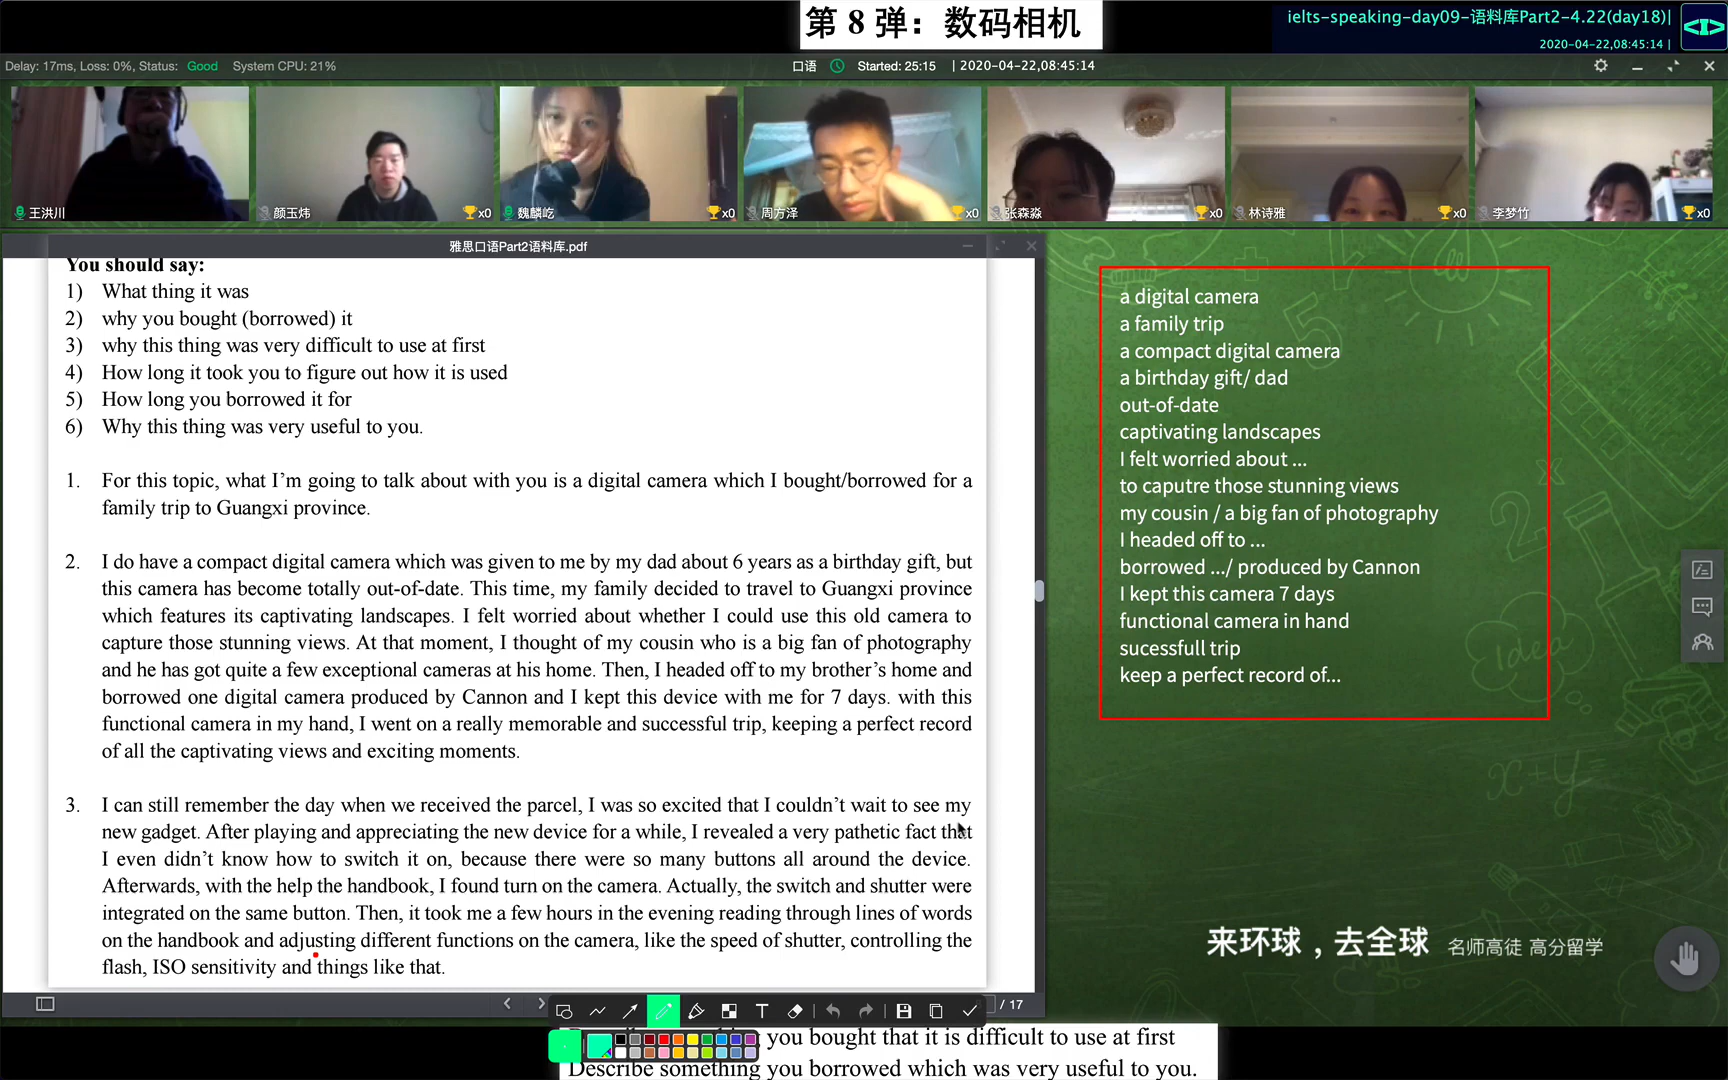 第 8 弹：数码相机
ielts-speaking-day09-语料库Part2-4.22(day18)|
2020-04-22,08:45:14 |
Delay: 17ms, Loss: 0%, Status: Good System CPU: 21%
口语 Started: 25:15 | 2020-04-22,08:45:14
王洪川
颜玉炜 x0
魏麟屹 x0
周方泽 x0
张森淼 x0
林诗雅 x0
李梦竹 x0
雅思口语Part2语料库.pdf
You should say:
1) What thing it was
2) why you bought (borrowed) it
3) why this thing was very difficult to use at first
4) How long it took you to figure out how it is used
5) How long you borrowed it for
6) Why this thing was very useful to you.
1. For this topic, what I'm going to talk about with you is a digital camera which I bought/borrowed for a
family trip to Guangxi province.
2. I do have a compact digital camera which was given to me by my dad about 6 years as a birthday gift, but
this camera has become totally out-of-date. This time, my family decided to travel to Guangxi province
which features its captivating landscapes. I felt worried about whether I could use this old camera to
capture those stunning views. At that moment, I thought of my cousin who is a big fan of photography
and he has got quite a few exceptional cameras at his home. Then, I headed off to my brother's home and
borrowed one digital camera produced by Cannon and I kept this device with me for 7 days. with this
functional camera in my hand, I went on a really memorable and successful trip, keeping a perfect record
of all the captivating views and exciting moments.
3. I can still remember the day when we received the parcel, I was so excited that I couldn't wait to see my
new gadget. After playing and appreciating the new device for a while, I revealed a very pathetic fact that
I even didn't know how to switch it on, because there were so many buttons all around the device.
Afterwards, with the help the handbook, I found turn on the camera. Actually, the switch and shutter were
integrated on the same button. Then, it took me a few hours in the evening reading through lines of words
on the handbook and adjusting different functions on the camera, like the speed of shutter, controlling the
flash, ISO sensitivity and things like that.
/ 17
a digital camera
a family trip
a compact digital camera
a birthday gift/ dad
out-of-date
captivating landscapes
I felt worried about ...
to caputre those stunning views
my cousin / a big fan of photography
I headed off to ...
borrowed .../ produced by Cannon
I kept this camera 7 days
functional camera in hand
sucessfull trip
keep a perfect record of...
来环球，去全球 名师高徒 高分留学
you bought that it is difficult to use at first
Describe something you borrowed which was very useful to you.